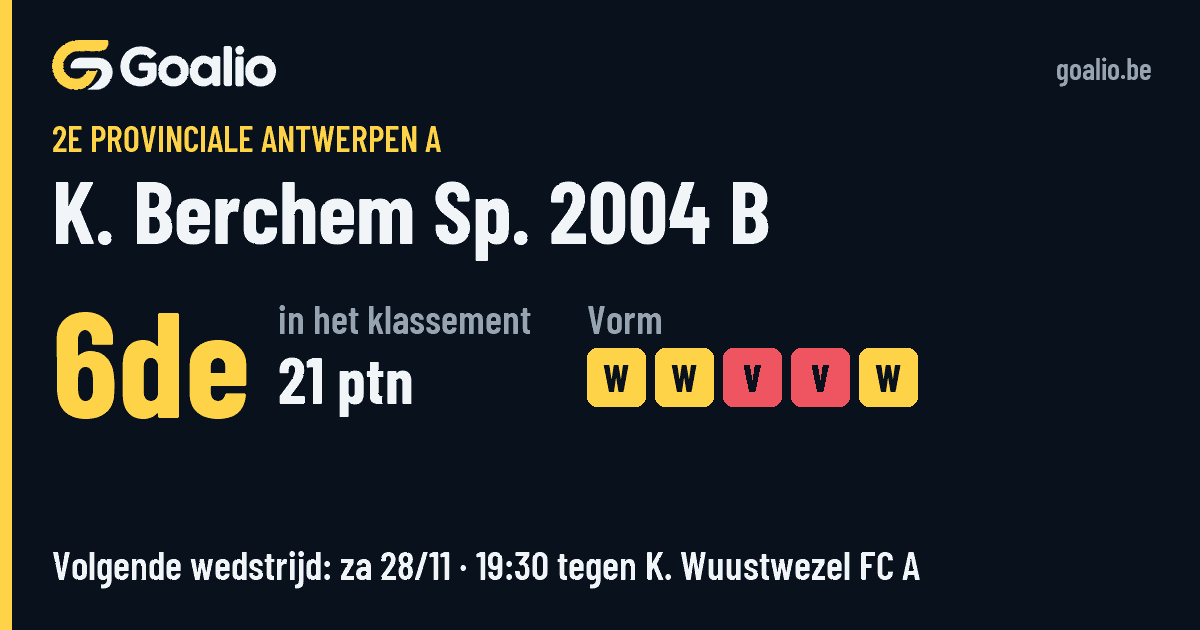 Goalio
goalio.be
2E PROVINCIALE ANTWERPEN A
K. Berchem Sp. 2004 B
6de
in het klassement
21 ptn
Vorm
W W V V W
Volgende wedstrijd: za 28/11 · 19:30 tegen K. Wuustwezel FC A